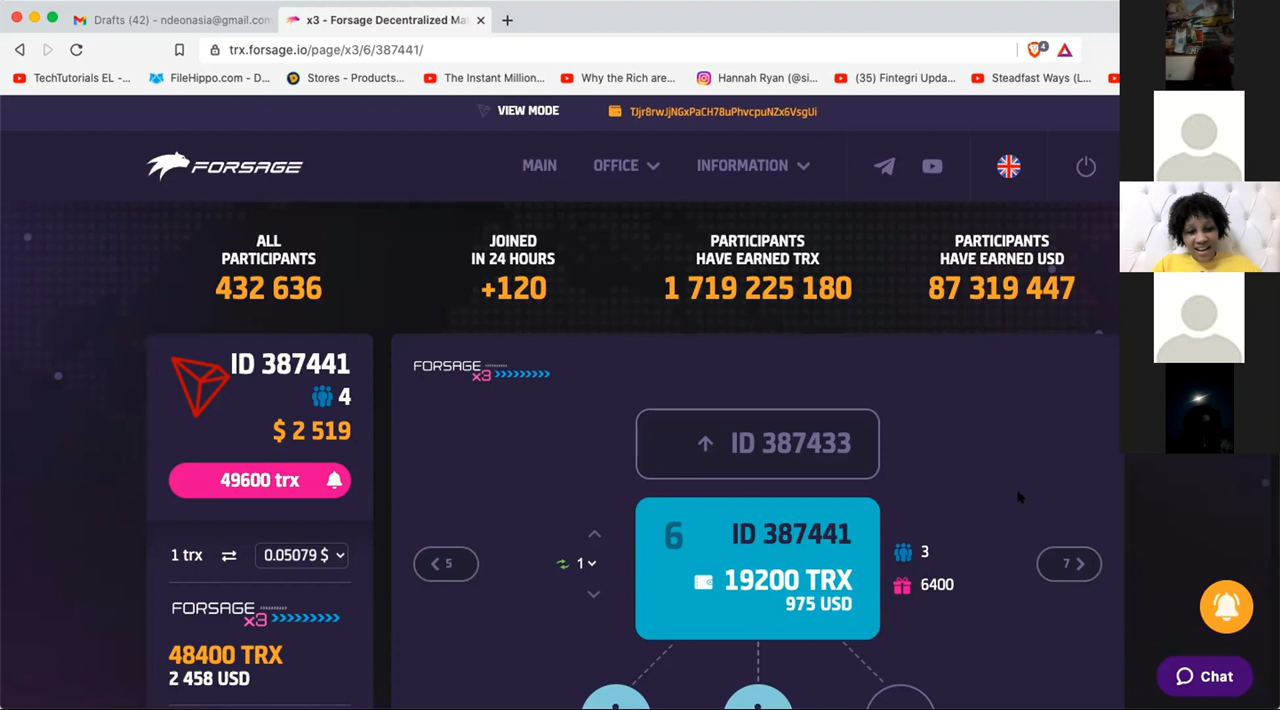 Drafts (42) - ndeonasia@gmail.com
x3 - Forsage Decentralized Ma
trx.forsage.io/page/x3/6/387441/
4
TechTutorials EL -...
FileHippo.com - D...
Stores - Products...
The Instant Million...
Why the Rich are...
Hannah Ryan (@si...
(35) Fintegri Upda...
Steadfast Ways (L...
VIEW MODE
TJjr8rwJjNGxPaCH78uPhvcpuNZx6VsgUi
FORSAGE
MAIN
OFFICE
INFORMATION
ALL
PARTICIPANTS
432 636
JOINED
IN 24 HOURS
+120
PARTICIPANTS
HAVE EARNED TRX
1 719 225 180
PARTICIPANTS
HAVE EARNED USD
87 319 447
ID 387441
4
$ 2 519
49600 trx
1 trx
0.05079 $
FORSAGE
x3
48400 TRX
2 458 USD
FORSAGE
x3
ID 387433
5
1
6
ID 387441
19200 TRX
975 USD
3
6400
7
Chat